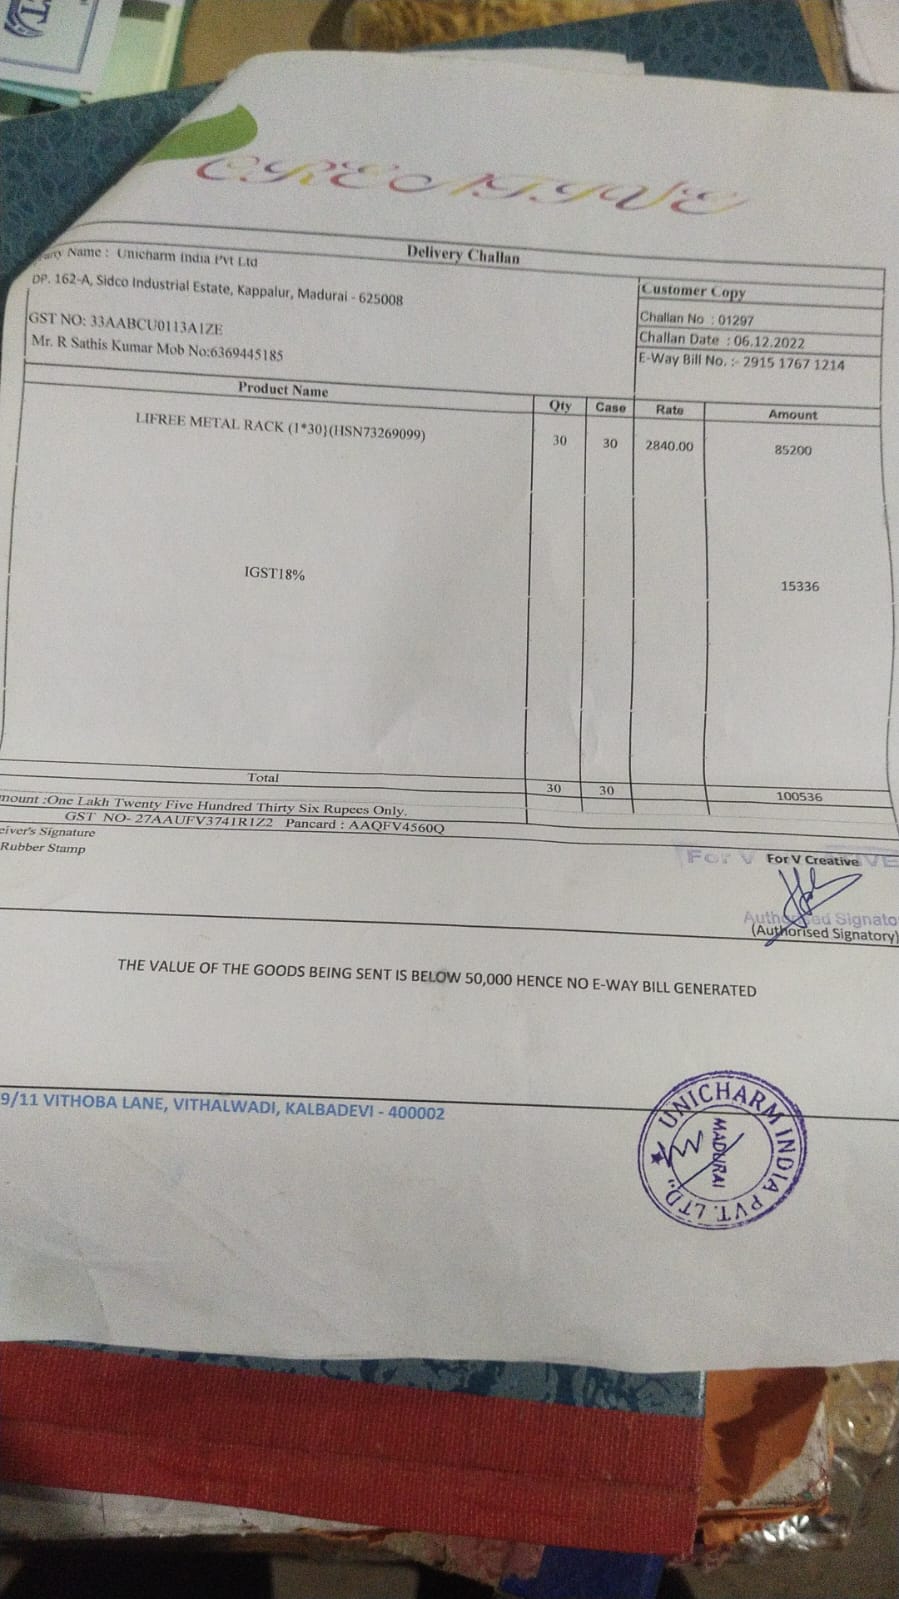 CREATIVE
Delivery Challan
Name : Unicharm India Pvt Ltd
DP. 162-A, Sidco Industrial Estate, Kappalur, Madurai - 625008
GST NO: 33AABCU0113A1ZE
Mr. R Sathis Kumar Mob No:6369445185
Customer Copy
Challan No : 01297
Challan Date : 06.12.2022
E-Way Bill No. :- 2915 1767 1214
Product Name Qty Case Rate Amount
LIFREE METAL RACK (1*30}(HSN73269099) 30 30 2840.00 85200
IGST18% 15336
Total 30 30 100536
mount :One Lakh Twenty Five Hundred Thirty Six Rupees Only.
GST NO- 27AAUFV3741R1Z2 Pancard : AAQFV4560Q
eiver's Signature
Rubber Stamp
For V
For V Creative
Authorised Signato
(Authorised Signatory)
THE VALUE OF THE GOODS BEING SENT IS BELOW 50,000 HENCE NO E-WAY BILL GENERATED
9/11 VITHOBA LANE, VITHALWADI, KALBADEVI - 400002
UNICHARM INDIA PVT. LTD.
MADURAI